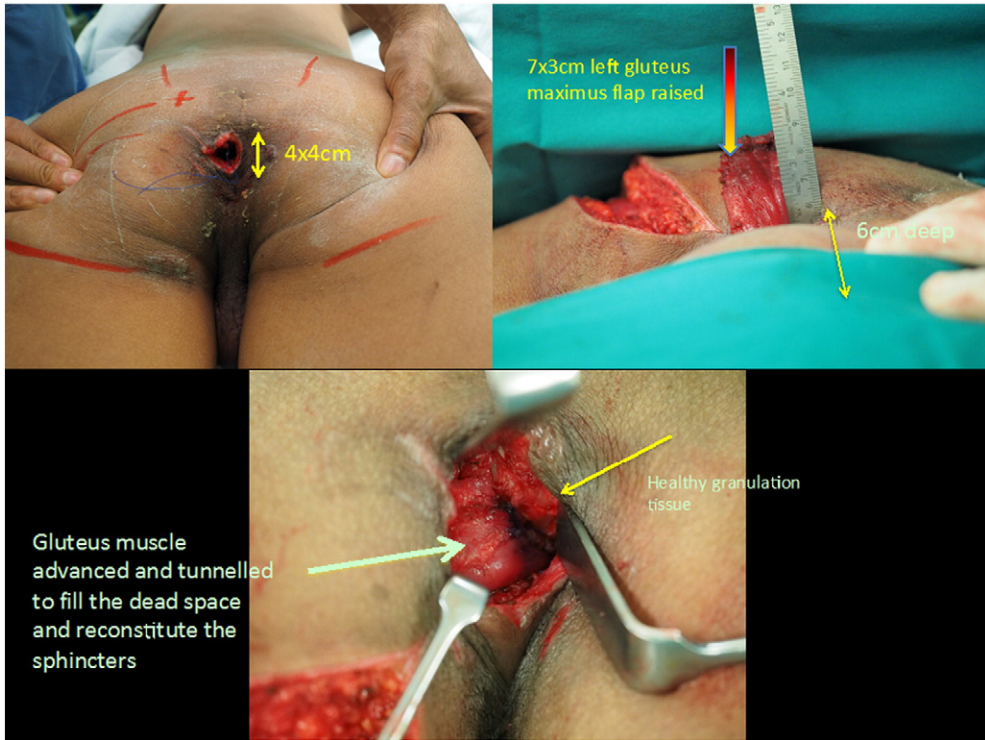 4x4cm
7x3cm left gluteus
maximus flap raised
6cm deep
Healthy granulation
tissue
Gluteus muscle
advanced and tunnelled
to fill the dead space
and reconstitute the
sphincters